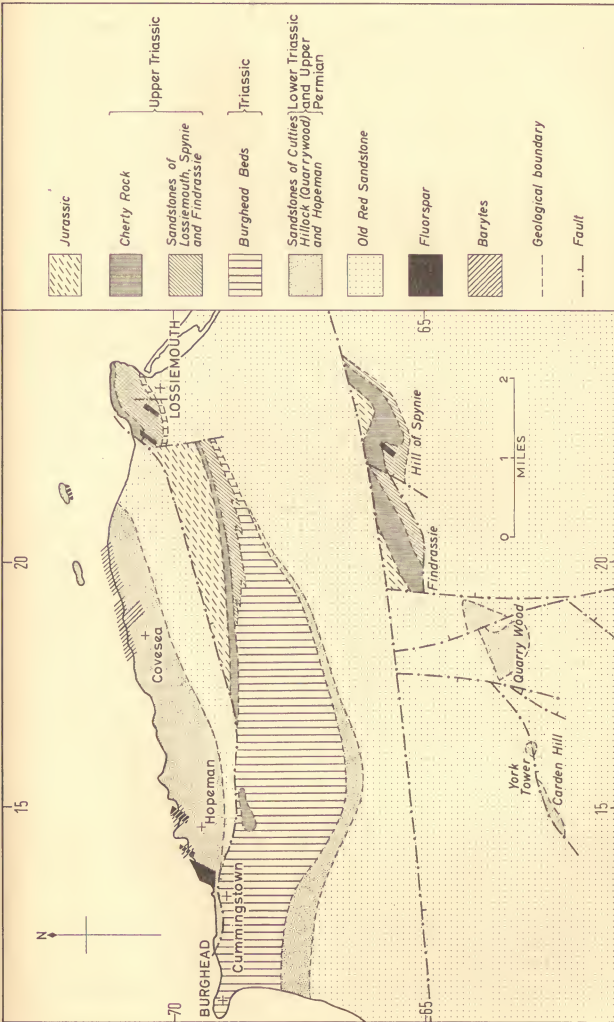 Jurassic
Cherty Rock
Upper Triassic
Sandstones of
Lossiemouth, Spynie
and Findrassie
Burghead Beds
Triassic
Sandstones of Cutties
Hillock (Quarrywood)
and Hopeman
Lower Triassic
and Upper
Permian
Old Red Sandstone
Fluorspar
Barytes
Geological boundary
Fault
N
15
20
70
70
65
65
15
20
BURGHEAD
Cummingstown
Hopeman
Covesea
LOSSIEMOUTH
Findrassie
Hill of Spynie
Quarry Wood
York
Tower
Carden Hill
0 1 2
MILES